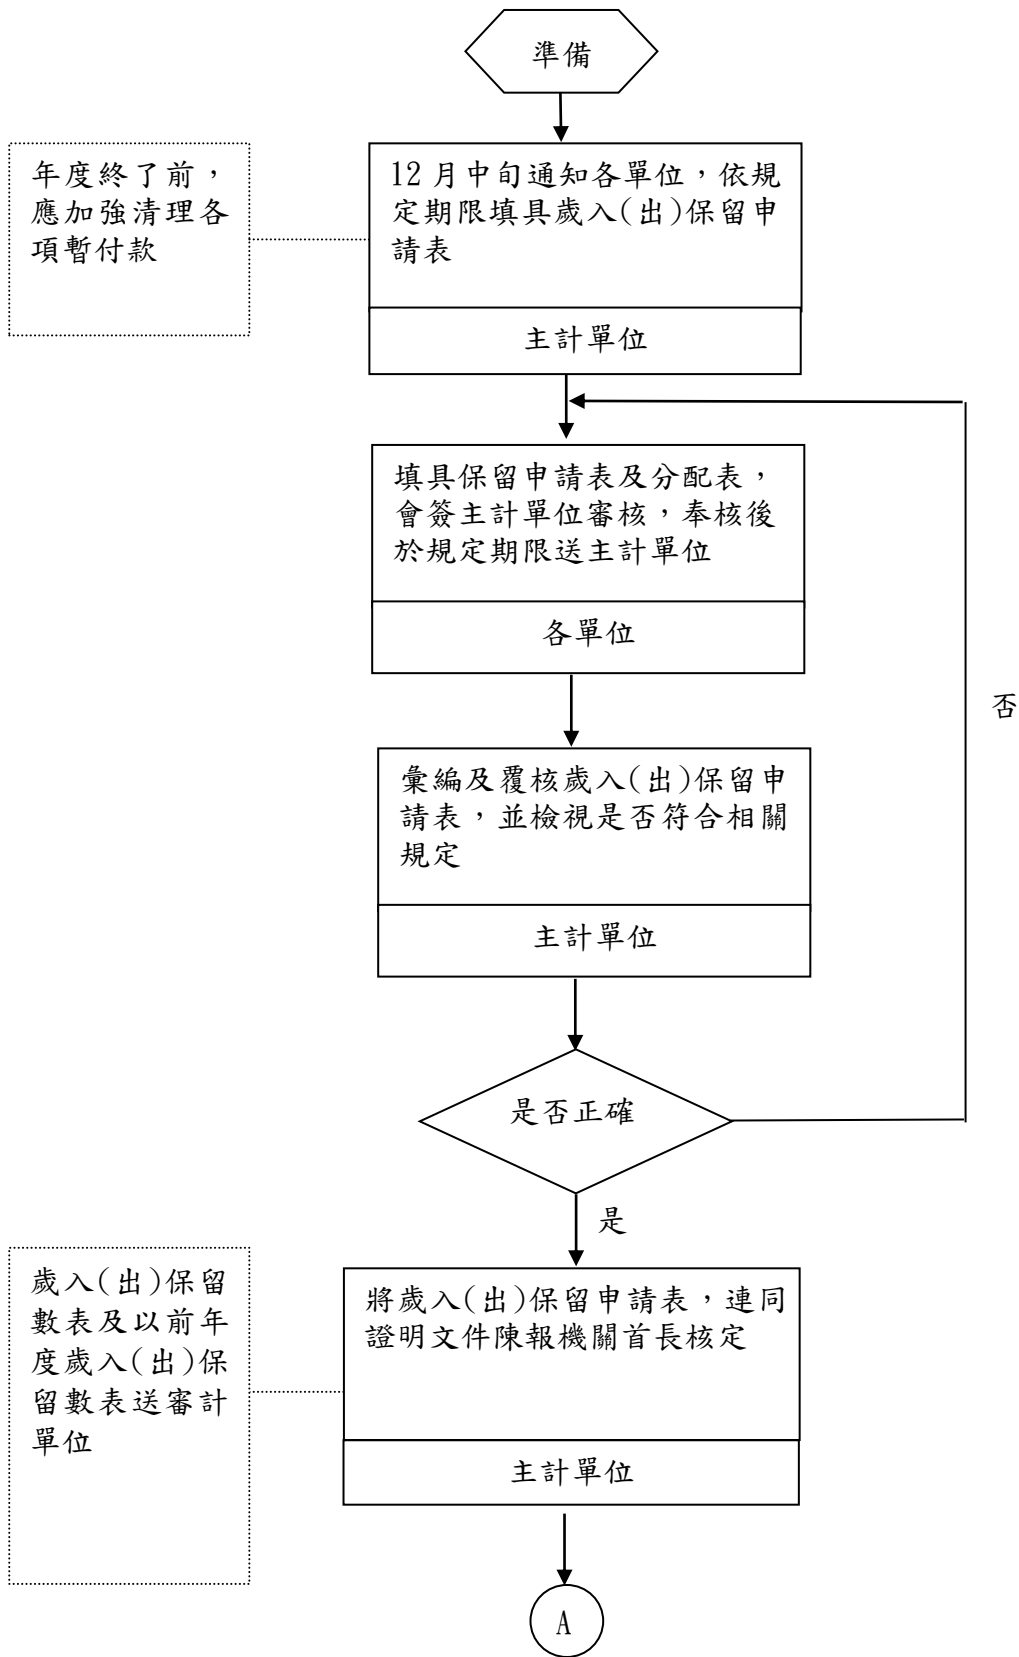 準備
年度終了前，
應加強清理各
項暫付款
12月中旬通知各單位，依規
定期限填具歲入(出)保留申
請表
主計單位
填具保留申請表及分配表，
會簽主計單位審核，奉核後
於規定期限送主計單位
各單位
否
彙編及覆核歲入(出)保留申
請表，並檢視是否符合相關
規定
主計單位
是否正確
是
歲入(出)保留
數表及以前年
度歲入(出)保
留數表送審計
單位
將歲入(出)保留申請表，連同
證明文件陳報機關首長核定
主計單位
A